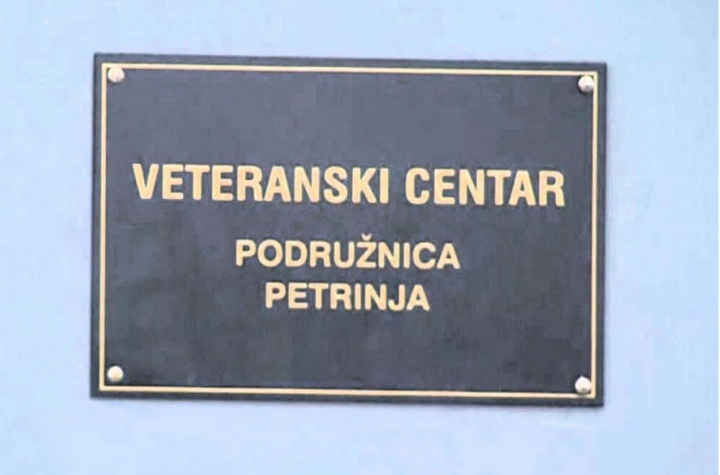 VETERANSKI CENTAR
PODRUŽNICA
PETRINJA